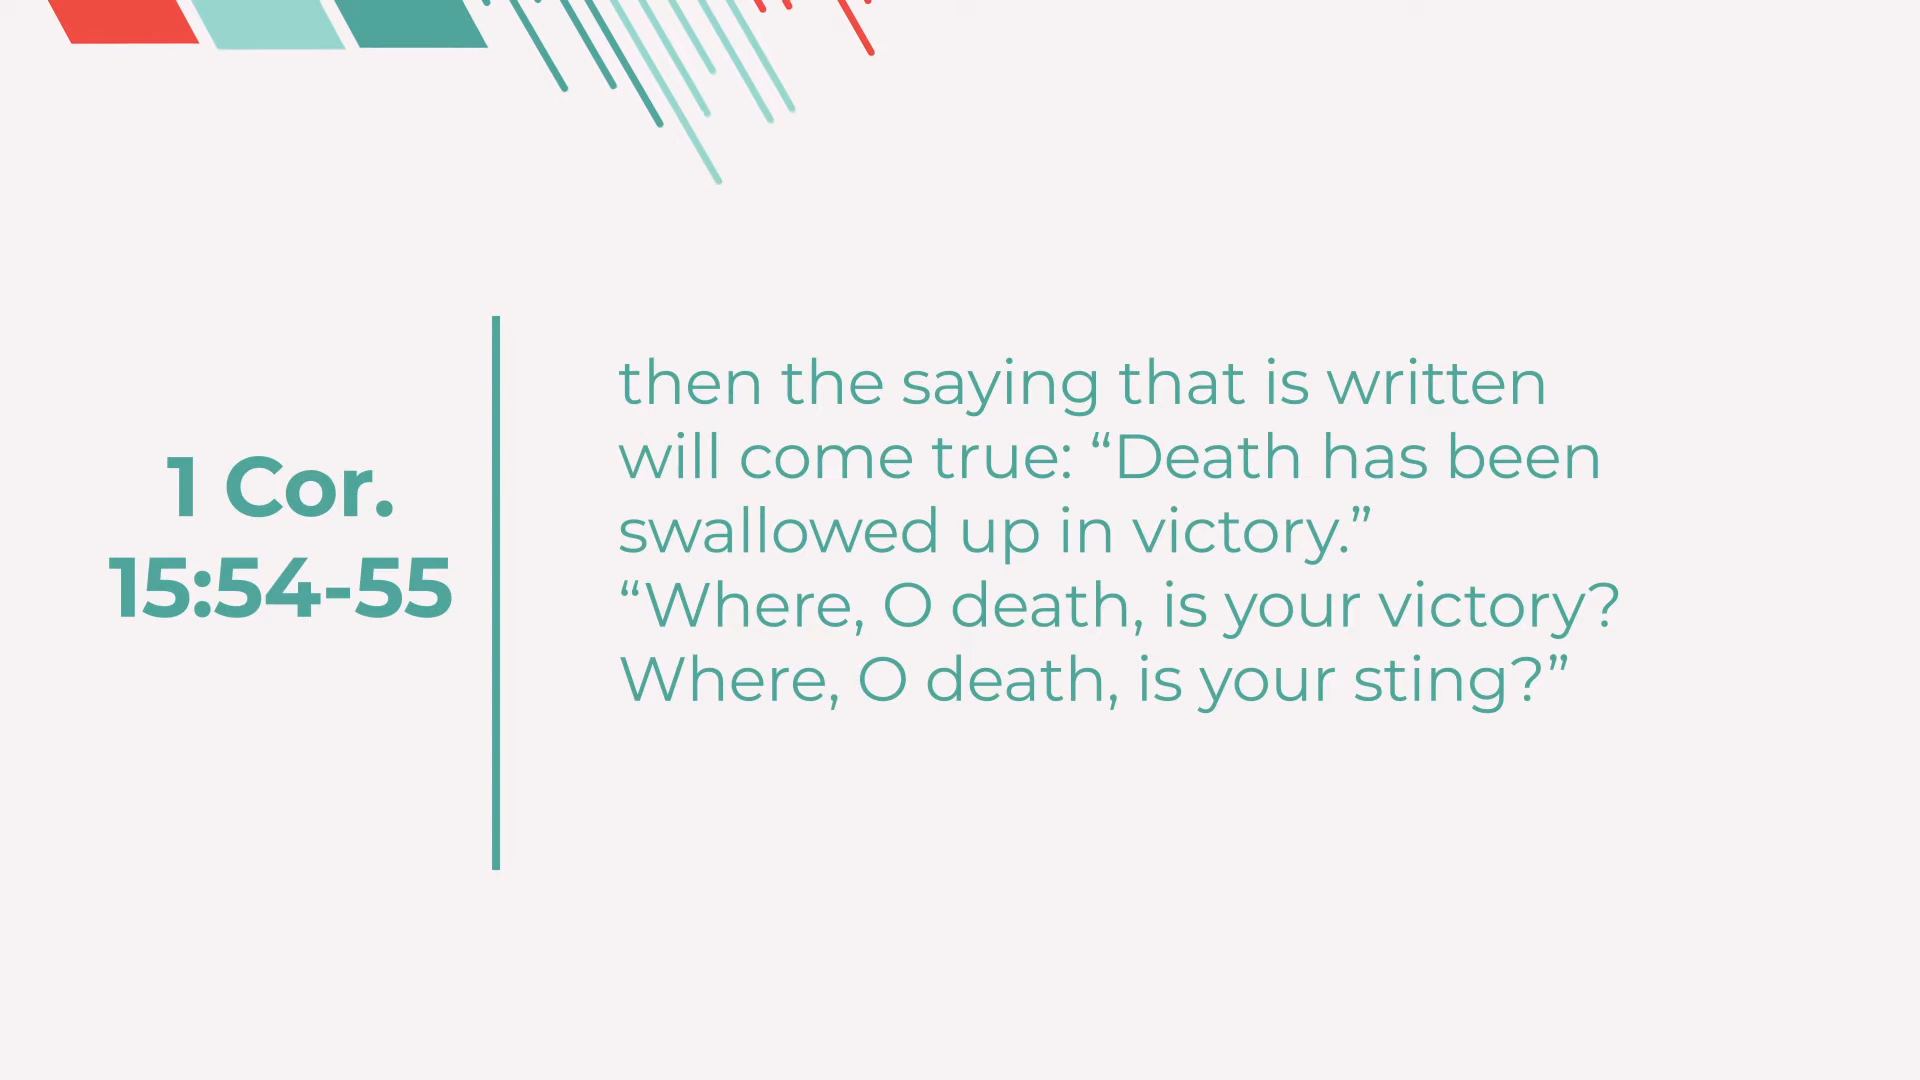 1 Cor.
15:54-55
then the saying that is written
will come true: “Death has been
swallowed up in victory.”
“Where, O death, is your victory?
Where, O death, is your sting?”